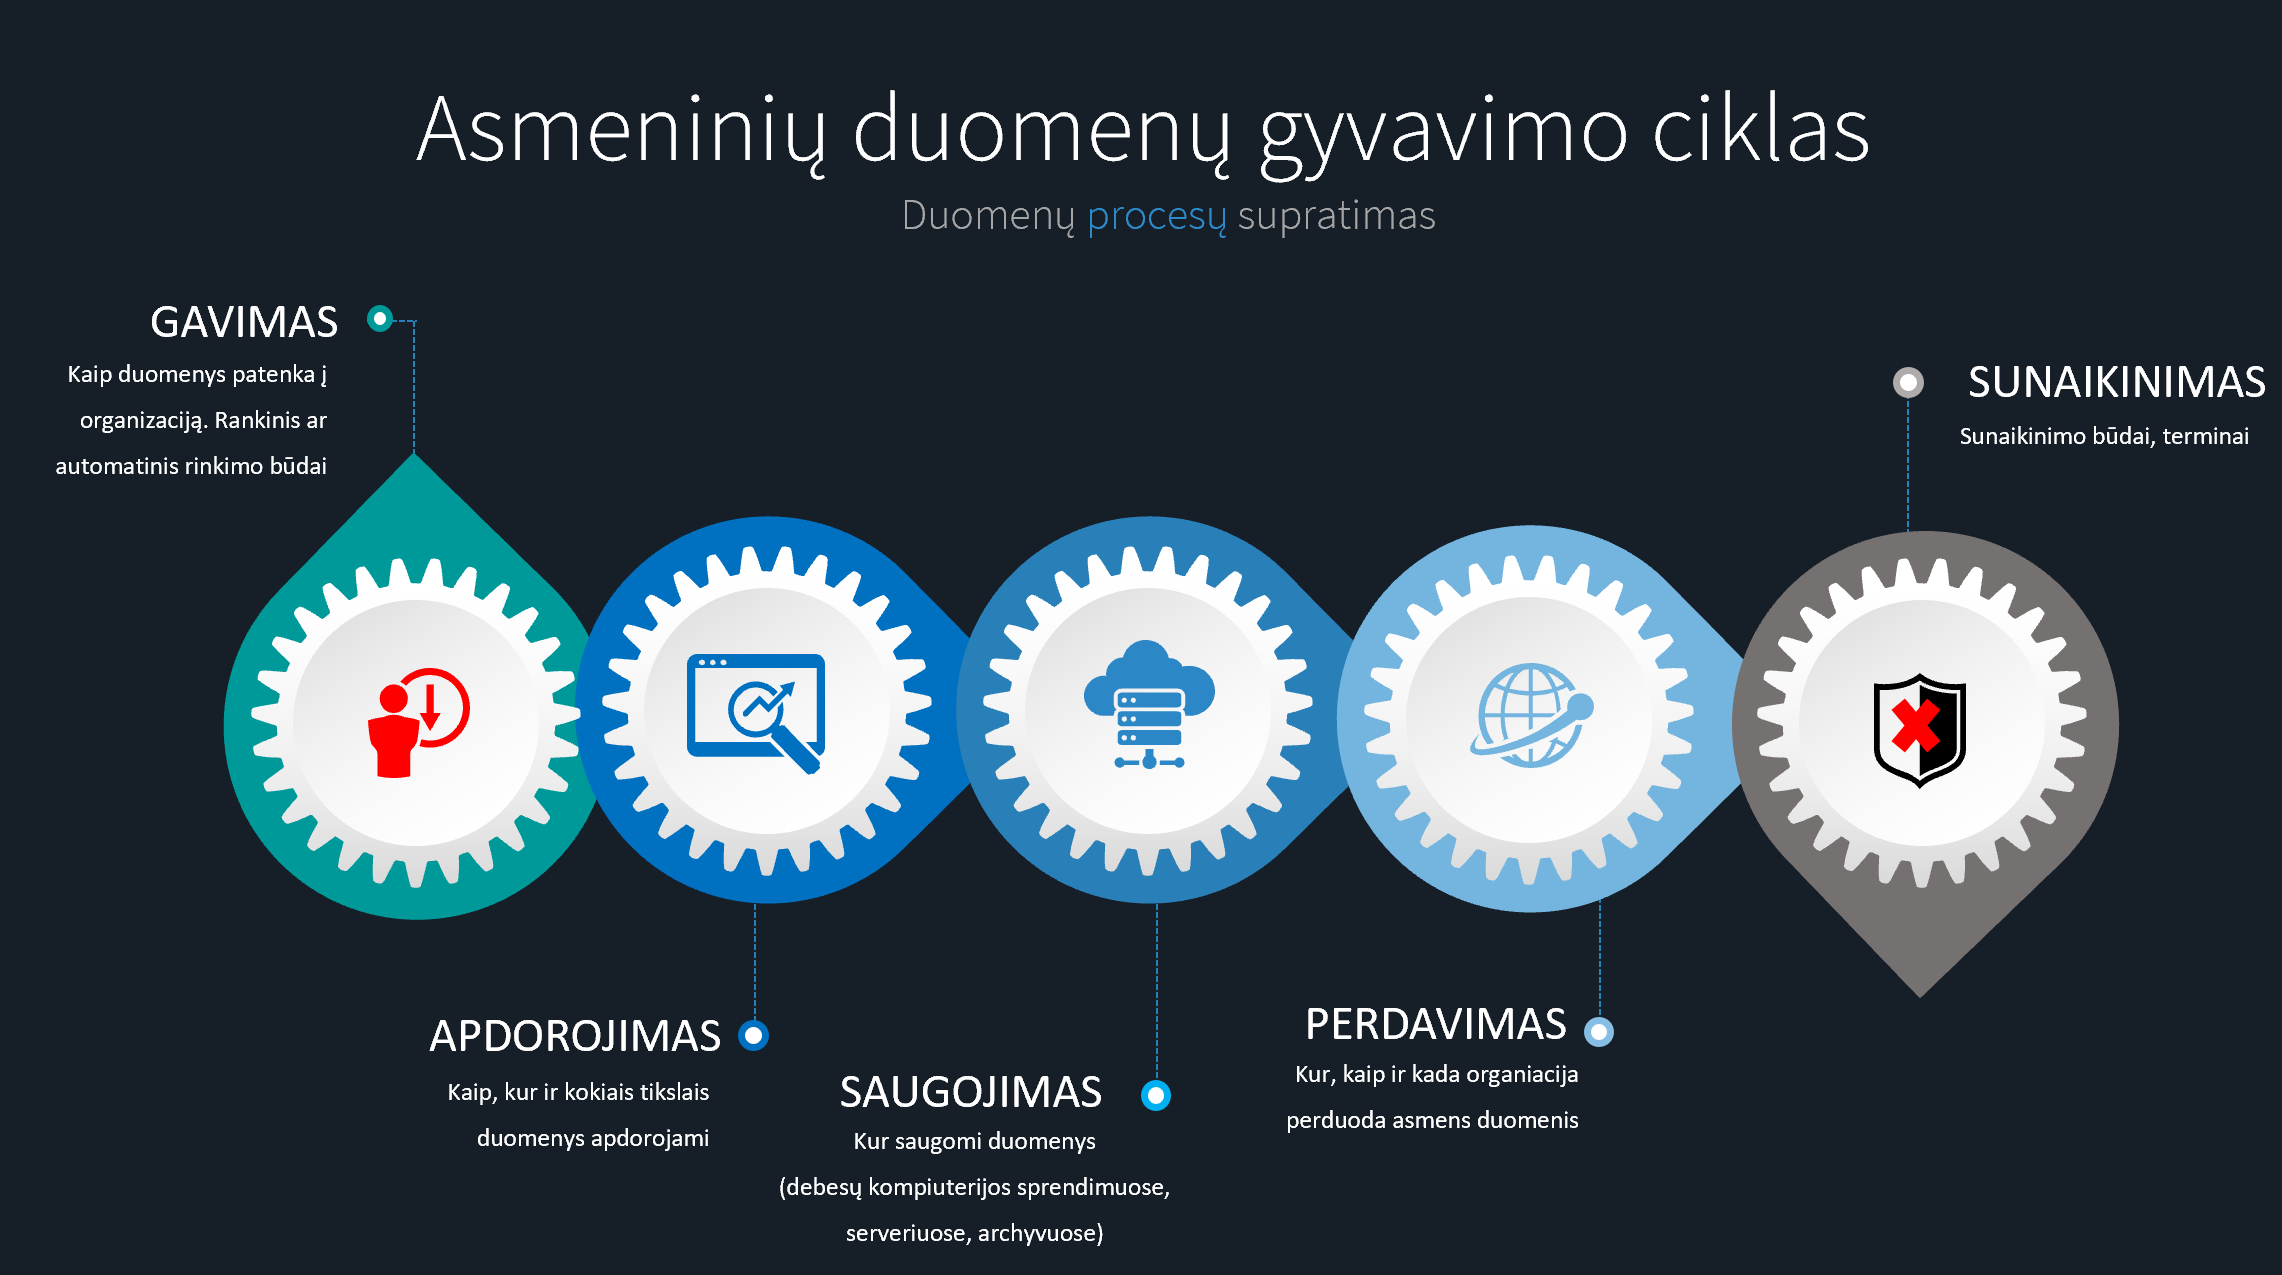 Asmeninių duomenų gyvavimo ciklas
Duomenų procesų supratimas
GAVIMAS
Kaip duomenys patenka į
organizaciją. Rankinis ar
automatinis rinkimo būdai
SUNAIKINIMAS
Sunaikinimo būdai, terminai
APDOROJIMAS
Kaip, kur ir kokiais tikslais
duomenys apdorojami
SAUGOJIMAS
Kur saugomi duomenys
(debesų kompiuterijos sprendimuose,
serveriuose, archyvuose)
PERDAVIMAS
Kur, kaip ir kada organiacija
perduoda asmens duomenis